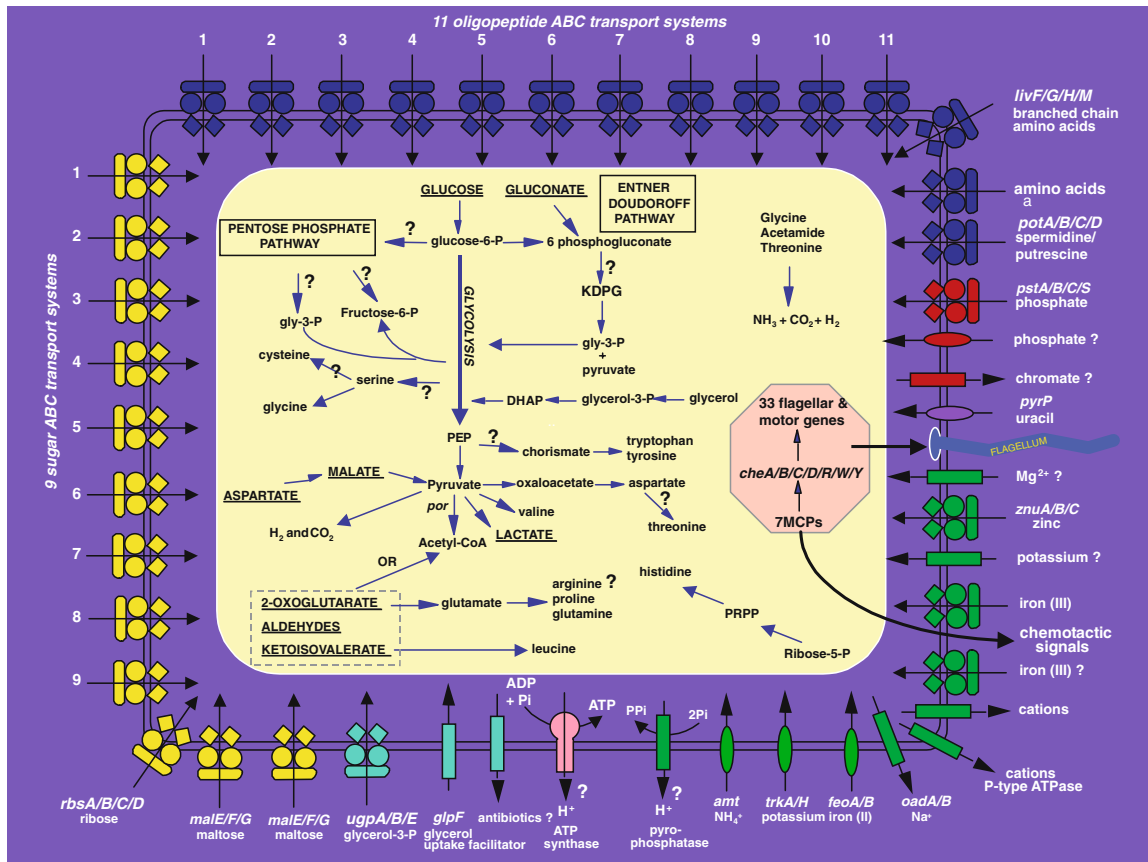 11 oligopeptide ABC transport systems
1 2 3 4 5 6 7 8 9 10 11
9 sugar ABC transport systems
1
2
3
4
5
6
7
8
9
livF/G/H/M
branched chain
amino acids
amino acids
a
potA/B/C/D
spermidine/
putrescine
pstA/B/C/S
phosphate
phosphate ?
chromate ?
pyrP
uracil
FLAGELLUM
Mg2+ ?
znuA/B/C
zinc
potassium ?
iron (III)
chemotactic
signals
iron (III) ?
cations
cations
P-type ATPase
GLUCOSE
GLUCONATE
ENTNER
DOUDOROFF
PATHWAY
PENTOSE PHOSPHATE
PATHWAY
?
glucose-6-P
6 phosphogluconate
?
KDPG
gly-3-P
+
pyruvate
?
?
gly-3-P
Fructose-6-P
GLYCOLYSIS
cysteine
?
serine
?
glycine
DHAP
glycerol-3-P
glycerol
Glycine
Acetamide
Threonine
NH3 + CO2 + H2
33 flagellar &
motor genes
cheA/B/C/D/R/W/Y
7MCPs
PEP
?
chorismate
tryptophan
tyrosine
MALATE
ASPARTATE
Pyruvate
oxaloacetate
aspartate
?
threonine
por
valine
H2 and CO2
LACTATE
Acetyl-CoA
OR
2-OXOGLUTARATE
ALDEHYDES
KETOISOVALERATE
glutamate
arginine ?
proline
glutamine
leucine
histidine
PRPP
Ribose-5-P
ADP
+ Pi
ATP
PPi
2Pi
rbsA/B/C/D
ribose
malE/F/G
maltose
malE/F/G
maltose
ugpA/B/E
glycerol-3-P
glpF
glycerol
uptake facilitator
antibiotics ?
?
H+
ATP
synthase
?
H+
pyro-
phosphatase
amt
NH4+
trkA/H
potassium
feoA/B
iron (II)
oadA/B
Na+